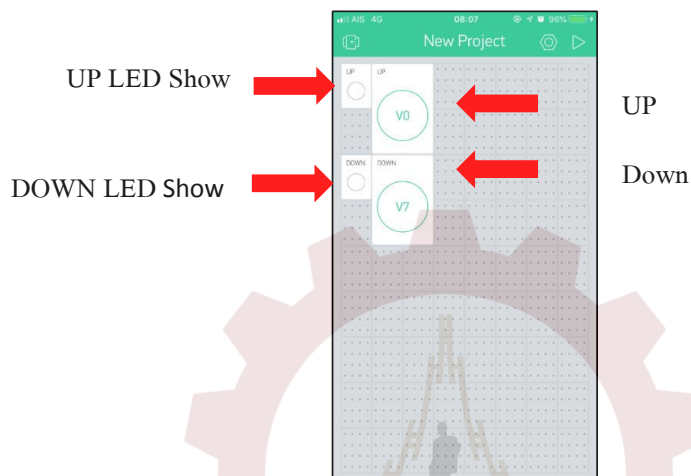 AIS 4G 08:07 96%
New Project
UP LED Show
UP UP
V0
UP
DOWN LED Show
DOWN DOWN
V7
Down